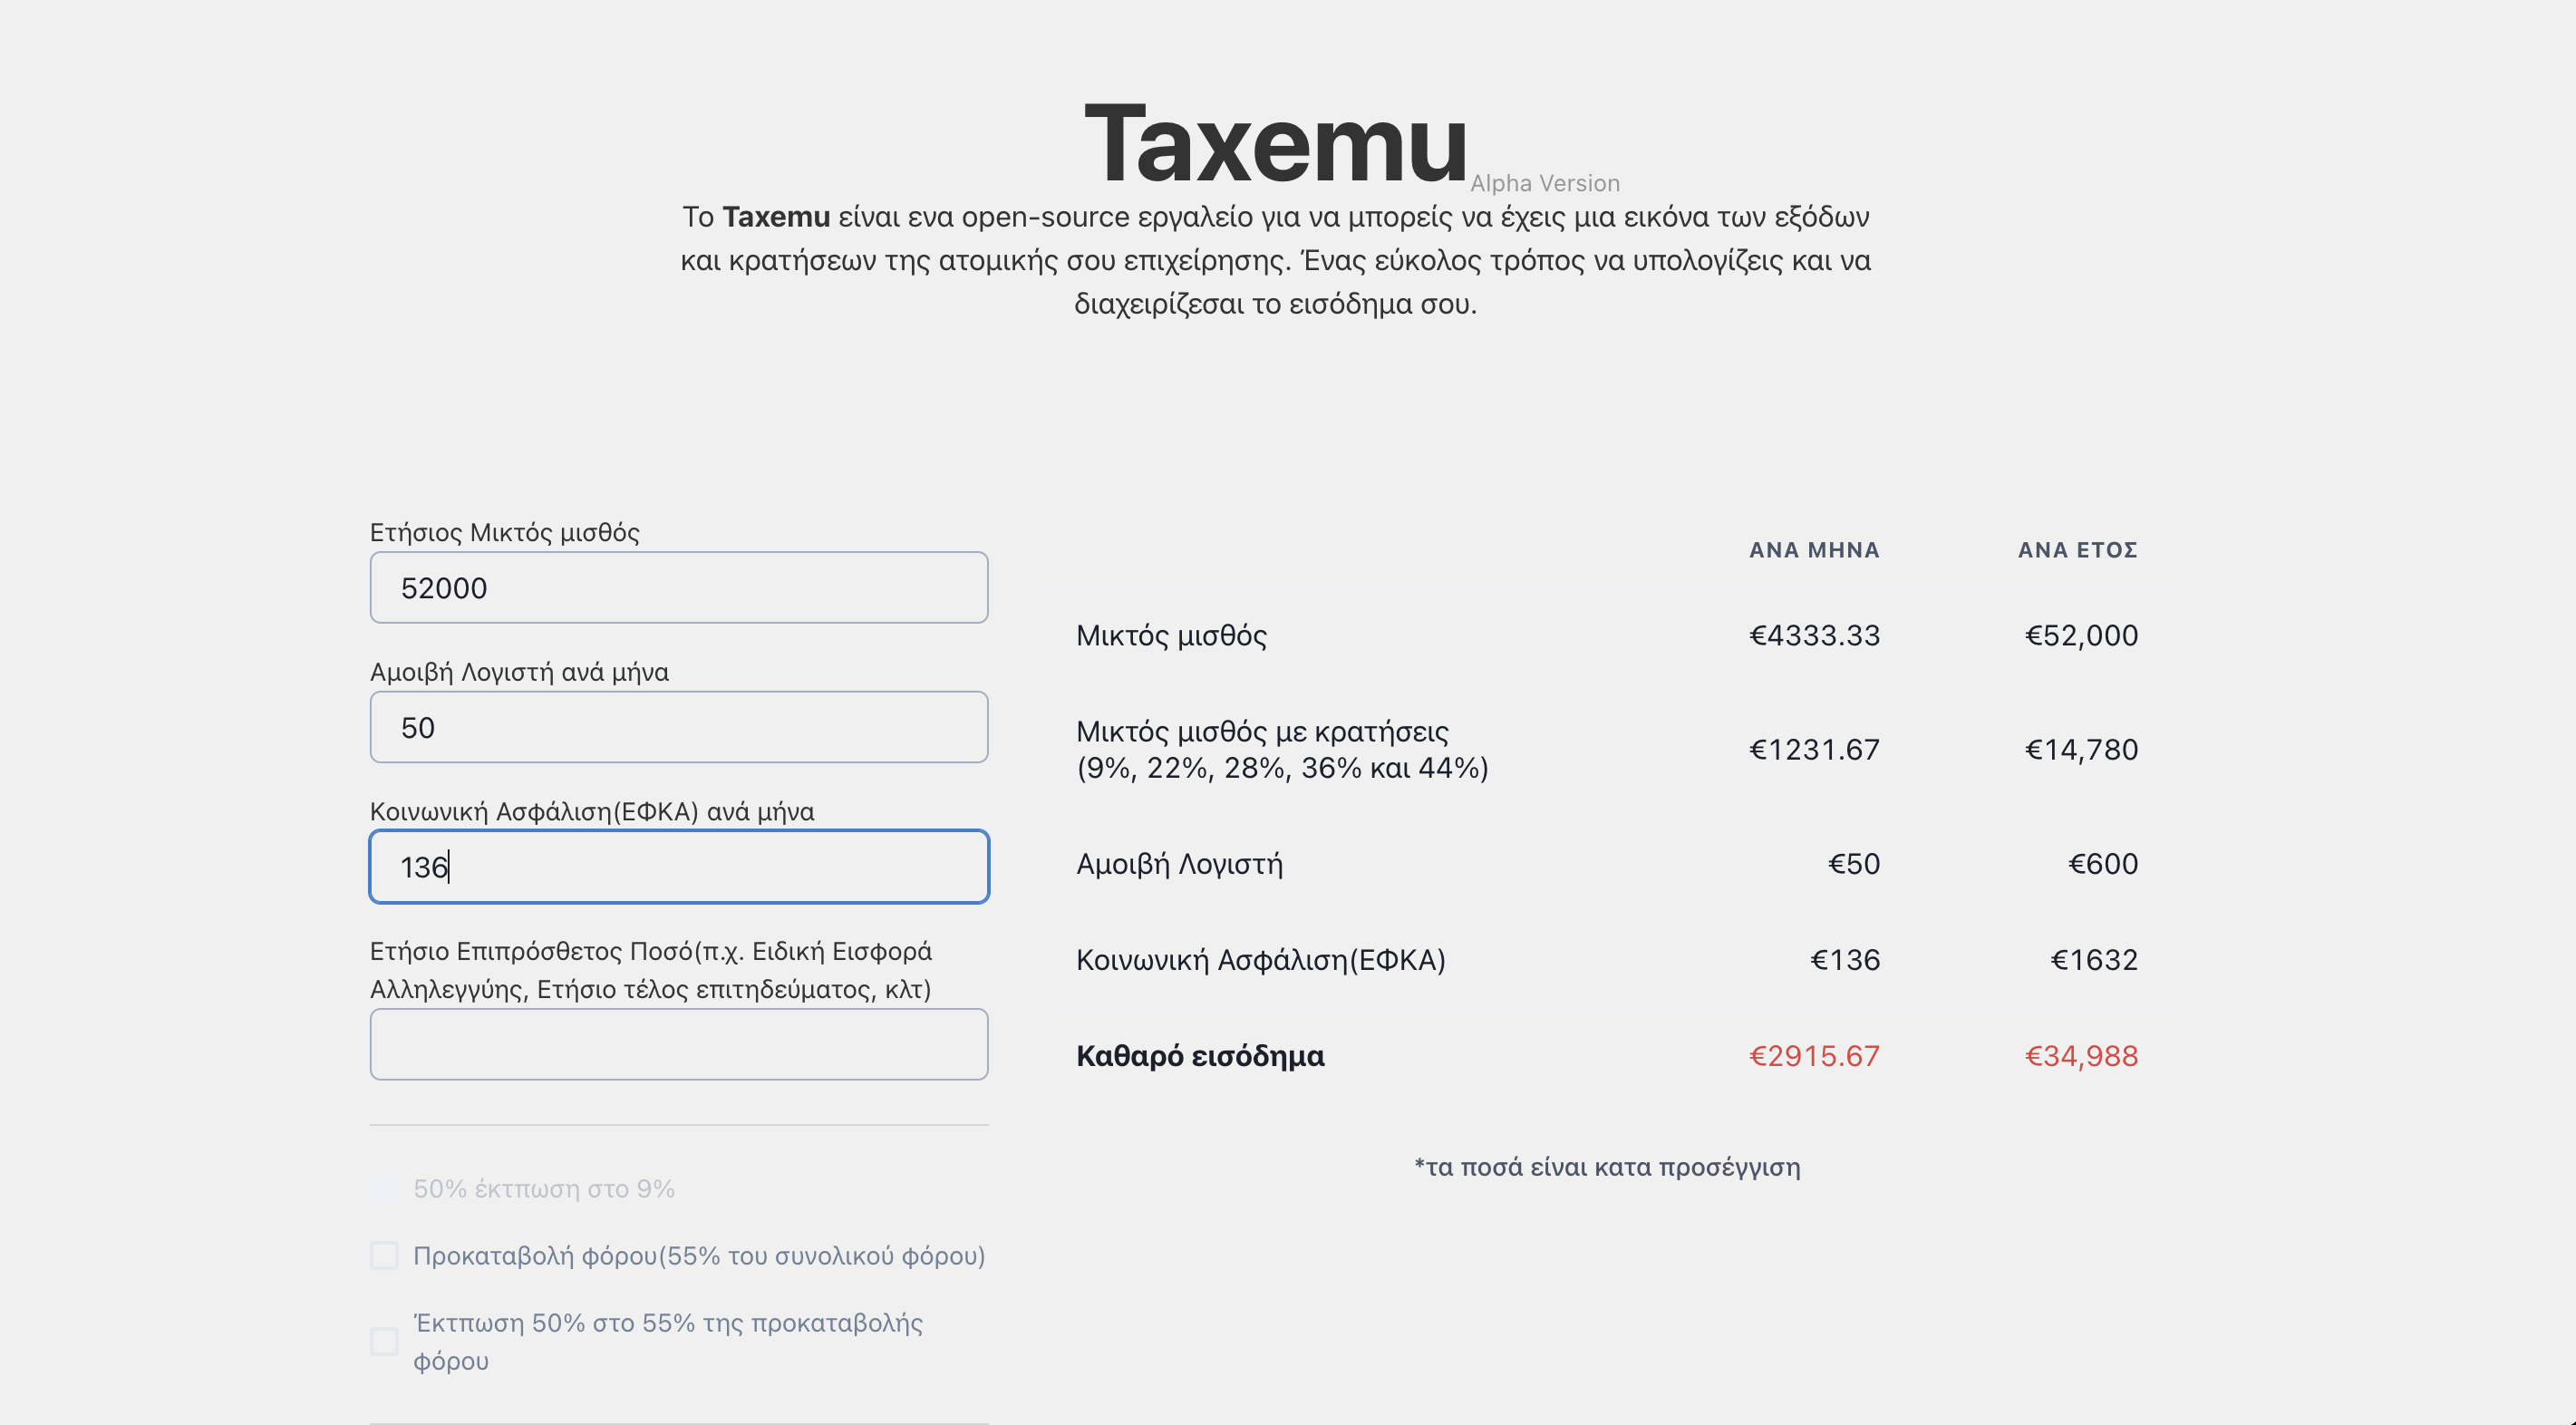 Taxemu
Alpha Version
Το Taxemu είναι ενα open-source εργαλείο για να μπορείς να έχεις μια εικόνα των εξόδων
και κρατήσεων της ατομικής σου επιχείρησης. Ένας εύκολος τρόπος να υπολογίζεις και να
διαχειρίζεσαι το εισόδημα σου.
Ετήσιος Μικτός μισθός
52000
Αμοιβή Λογιστή ανά μήνα
50
Κοινωνική Ασφάλιση(ΕΦΚΑ) ανά μήνα
136
Ετήσιο Επιπρόσθετος Ποσό(π.χ. Ειδική Εισφορά
Αλληλεγγύης, Ετήσιο τέλος επιτηδεύματος, κλτ)
50% έκτπωση στο 9%
Προκαταβολή φόρου(55% του συνολικού φόρου)
Έκτπωση 50% στο 55% της προκαταβολής
φόρου
ΑΝΑ ΜΗΝΑ ΑΝΑ ΕΤΟΣ
Μικτός μισθός €4333.33 €52,000
Μικτός μισθός με κρατήσεις
(9%, 22%, 28%, 36% και 44%) €1231.67 €14,780
Αμοιβή Λογιστή €50 €600
Κοινωνική Ασφάλιση(ΕΦΚΑ) €136 €1632
Καθαρό εισόδημα €2915.67 €34,988
*τα ποσά είναι κατα προσέγγιση